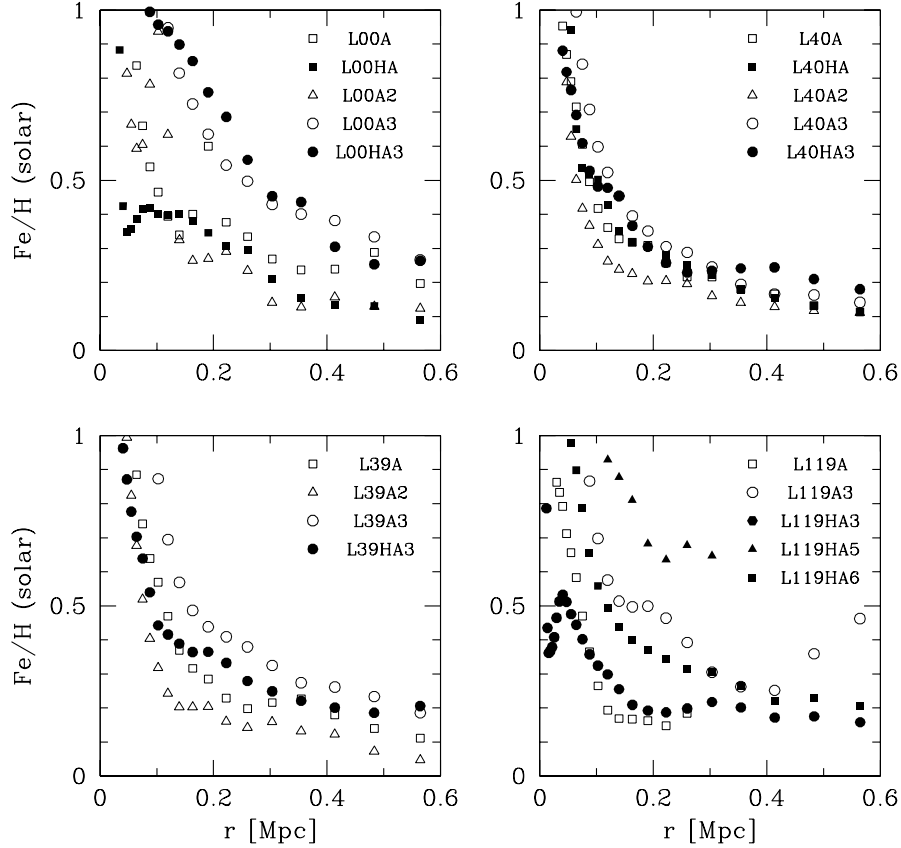 1
0.5
0
Fe/H (solar)
L00A
L00HA
L00A2
L00A3
L00HA3
0 0.2 0.4 0.6
1
0.5
0
L40A
L40HA
L40A2
L40A3
L40HA3
0 0.2 0.4 0.6
1
0.5
0
Fe/H (solar)
L39A
L39A2
L39A3
L39HA3
0 0.2 0.4 0.6
r [Mpc]
1
0.5
0
L119A
L119A3
L119HA3
L119HA5
L119HA6
0 0.2 0.4 0.6
r [Mpc]